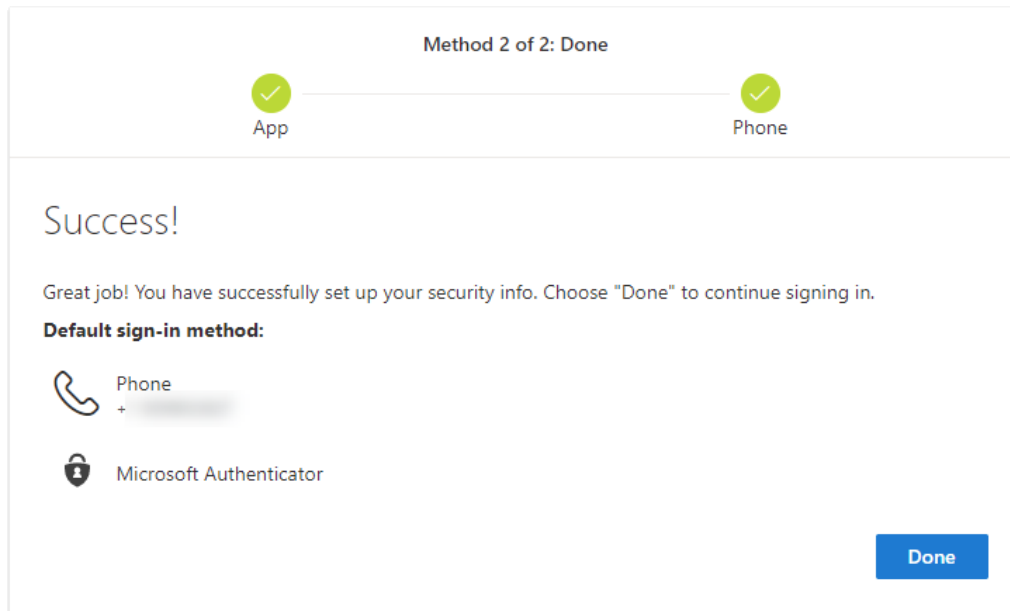 Method 2 of 2: Done
App
Phone
Success!
Great job! You have successfully set up your security info. Choose "Done" to continue signing in.
Default sign-in method:
Phone
+
Microsoft Authenticator
Done